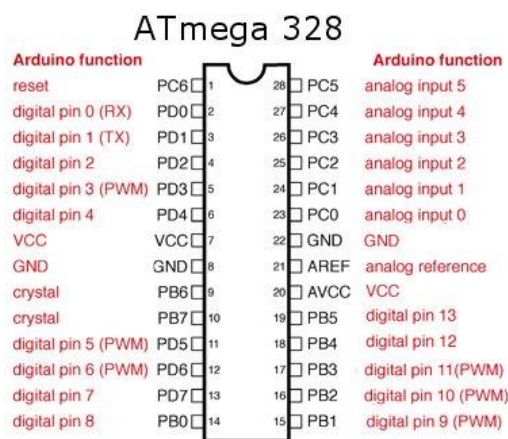 ATmega 328
Arduino function Arduino function
reset PC6 1 28 PC5 analog input 5
digital pin 0 (RX) PD0 2 27 PC4 analog input 4
digital pin 1 (TX) PD1 3 26 PC3 analog input 3
digital pin 2 PD2 4 25 PC2 analog input 2
digital pin 3 (PWM) PD3 5 24 PC1 analog input 1
digital pin 4 PD4 6 23 PC0 analog input 0
VCC VCC 7 22 GND GND
GND GND 8 21 AREF analog reference
crystal PB6 9 20 AVCC VCC
crystal PB7 10 19 PB5 digital pin 13
digital pin 5 (PWM) PD5 11 18 PB4 digital pin 12
digital pin 6 (PWM) PD6 12 17 PB3 digital pin 11(PWM)
digital pin 7 PD7 13 16 PB2 digital pin 10 (PWM)
digital pin 8 PB0 14 15 PB1 digital pin 9 (PWM)